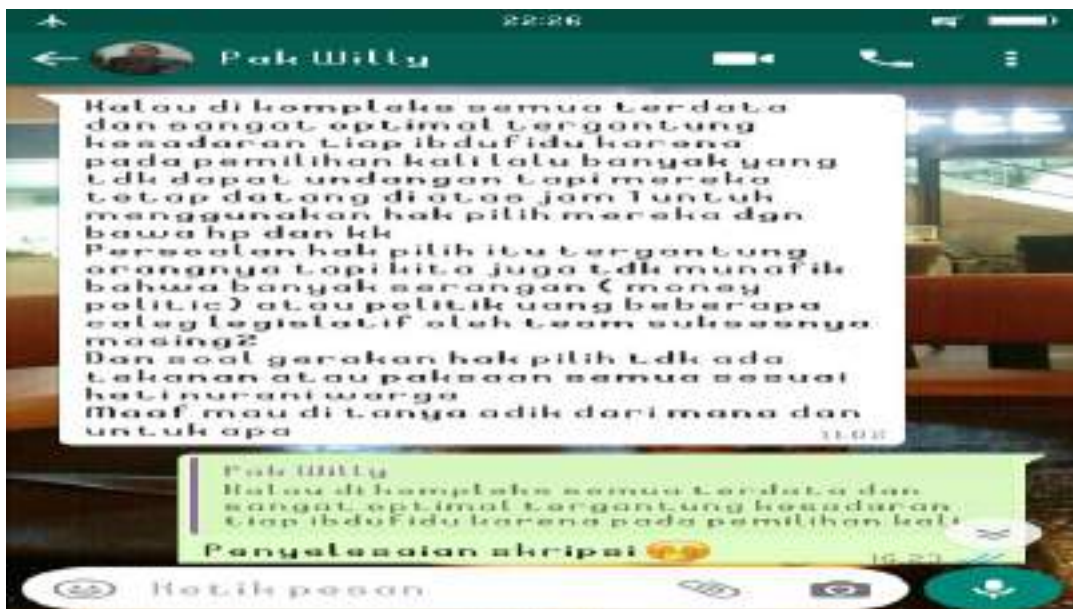 22:26
Pak Willy
Kalau di kompleks semua terdata
dan sangat optimal tergantung
kesadaran tiap ibdufidu karena
pada pemilihan kali lalu banyak yang
tdk dapat undangan tapi mereka
tetap datang di atas jam 1 untuk
menggunakan hak pilih mereka dgn
bawa hp dan kk
Persoalan hak pilih itu tergantung
orangnya tapi kita juga tdk munafik
bahwa banyak serangan ( money
politic) atau politik uang beberapa
caleg legislatif oleh team suksesnya
masing2
Dan soal gerakan hak pilih tdk ada
tekanan atau paksaan semua sesuai
hati nurani warga
Maaf mau di tanya adik dari mana dan
untuk apa
11.02
Pak Willy
Kalau di kompleks semua terdata dan
sangat optimal tergantung kesadaran
tiap ibdufidu karena pada pemilihan kali
Penyelesaian skripsi
16.23
Ketik pesan